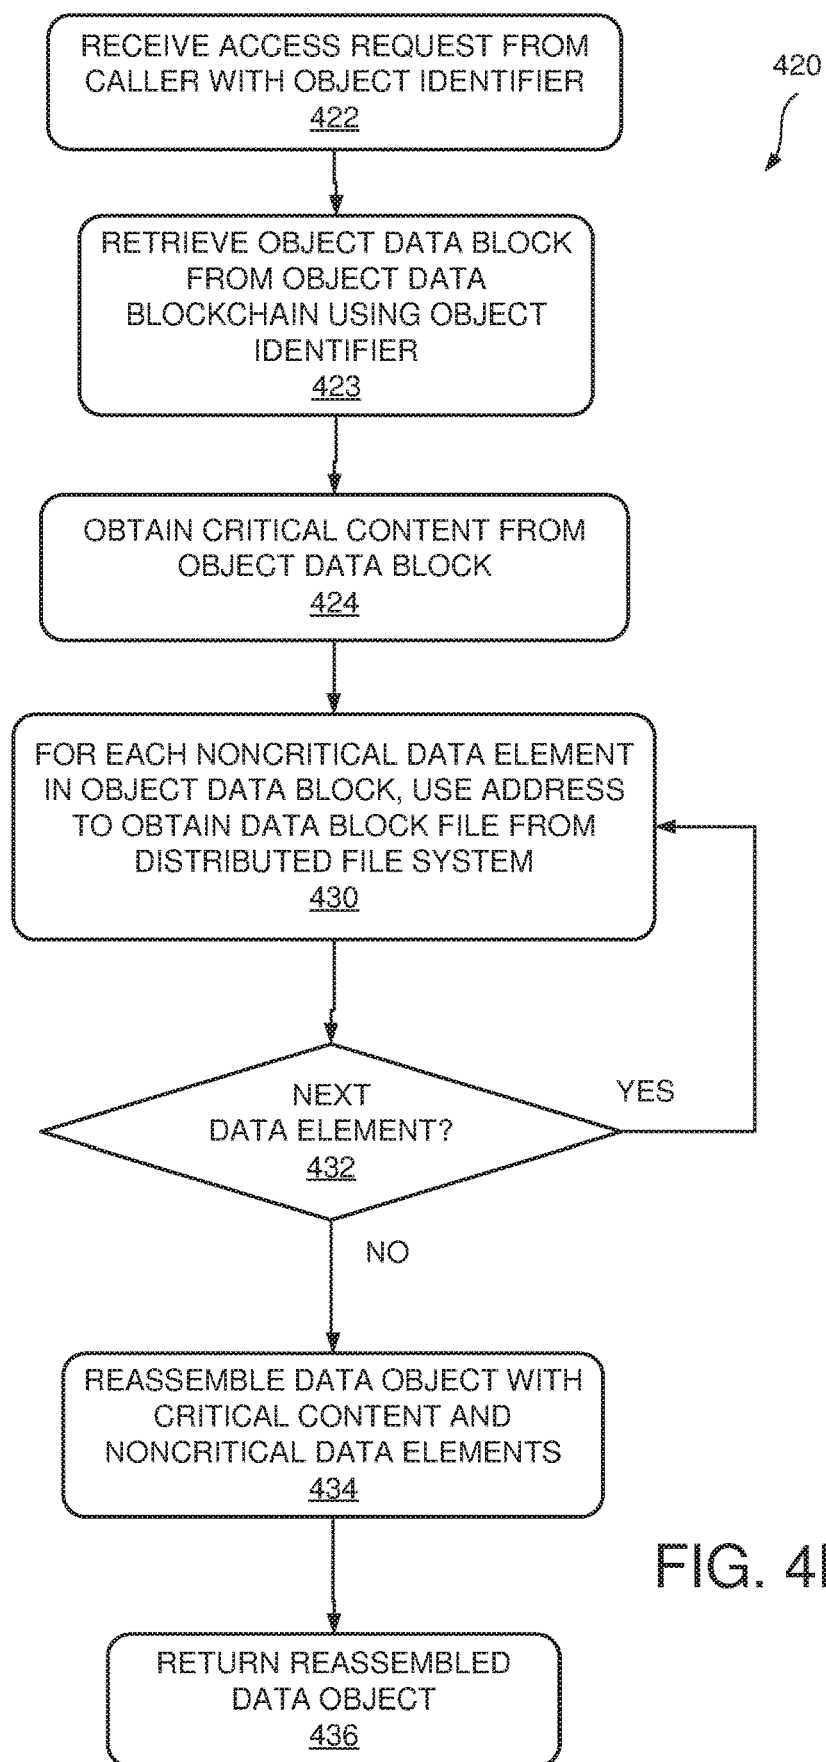 RECEIVE ACCESS REQUEST FROM
CALLER WITH OBJECT IDENTIFIER
422
420
RETRIEVE OBJECT DATA BLOCK
FROM OBJECT DATA
BLOCKCHAIN USING OBJECT
IDENTIFIER
423
OBTAIN CRITICAL CONTENT FROM
OBJECT DATA BLOCK
424
FOR EACH NONCRITICAL DATA ELEMENT
IN OBJECT DATA BLOCK, USE ADDRESS
TO OBTAIN DATA BLOCK FILE FROM
DISTRIBUTED FILE SYSTEM
430
NEXT
DATA ELEMENT?
432
YES
NO
REASSEMBLE DATA OBJECT WITH
CRITICAL CONTENT AND
NONCRITICAL DATA ELEMENTS
434
FIG.
RETURN REASSEMBLED
DATA OBJECT
436